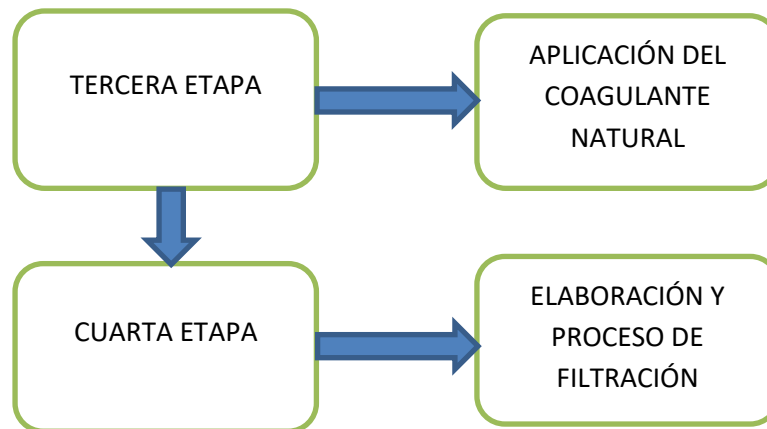 TERCERA ETAPA
APLICACIÓN DEL
COAGULANTE
NATURAL
CUARTA ETAPA
ELABORACIÓN Y
PROCESO DE
FILTRACIÓN